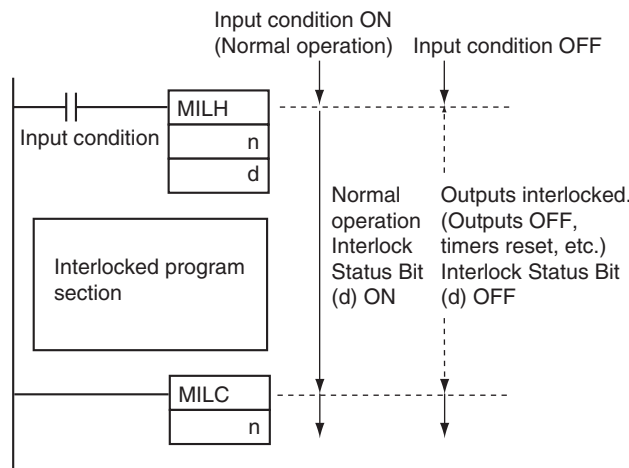 Input condition ON
(Normal operation)
Input condition OFF
MILH
Input condition
n
d
Normal
operation
Interlock
Status Bit
(d) ON
Outputs interlocked.
(Outputs OFF,
timers reset, etc.)
Interlock Status Bit
(d) OFF
Interlocked program
section
MILC
n